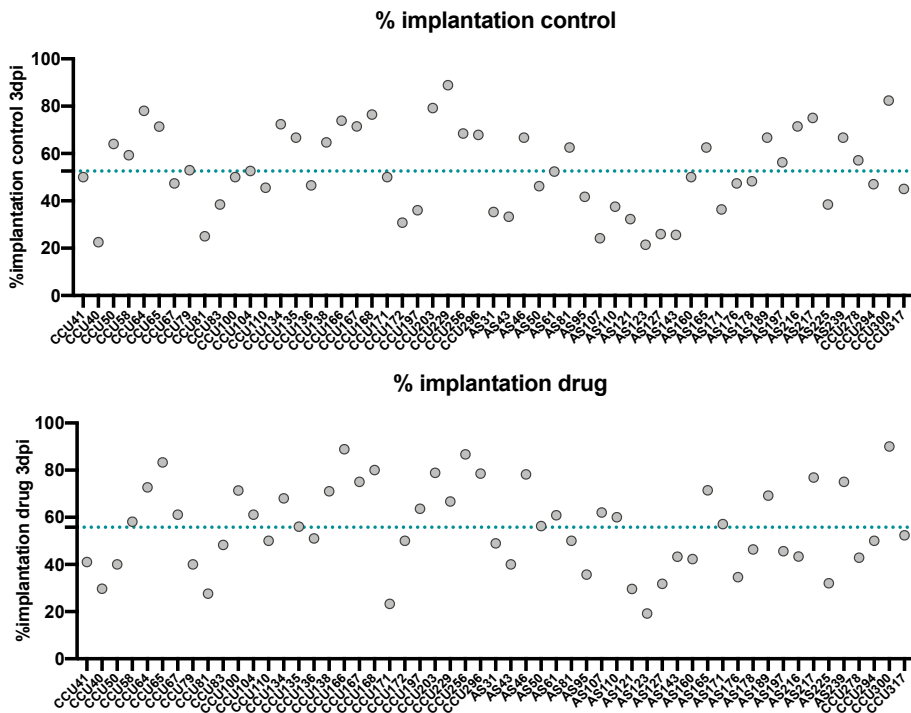 % implantation control
%implantation control 3dpi
100
80
60
40
20
0
CCU41 CCU40 CCU50 CCU58 CCU64 CCU65 CCU67 CCU79 CCU81 CCU83 CCU100 CCU104 CCU110 CCU134 CCU135 CCU136 CCU138 CCU166 CCU167 CCU168 CCU171 CCU172 CCU197 CCU203 CCU229 CCU256 CCU296 AS31 AS43 AS46 AS50 AS61 AS81 AS95 AS107 AS110 AS121 AS123 AS127 AS143 AS160 AS165 AS171 AS176 AS178 AS189 AS197 AS216 AS217 AS225 AS239 CCU278 CCU294 CCU300 CCU317
% implantation drug
%implantation drug 3dpi
100
80
60
40
20
0
CCU41 CCU40 CCU50 CCU58 CCU64 CCU65 CCU67 CCU79 CCU81 CCU83 CCU100 CCU104 CCU110 CCU134 CCU135 CCU136 CCU138 CCU166 CCU167 CCU168 CCU171 CCU172 CCU197 CCU203 CCU229 CCU256 CCU296 AS31 AS43 AS46 AS50 AS61 AS81 AS95 AS107 AS110 AS121 AS123 AS127 AS143 AS160 AS165 AS171 AS176 AS178 AS189 AS197 AS216 AS217 AS225 AS239 CCU278 CCU294 CCU300 CCU317